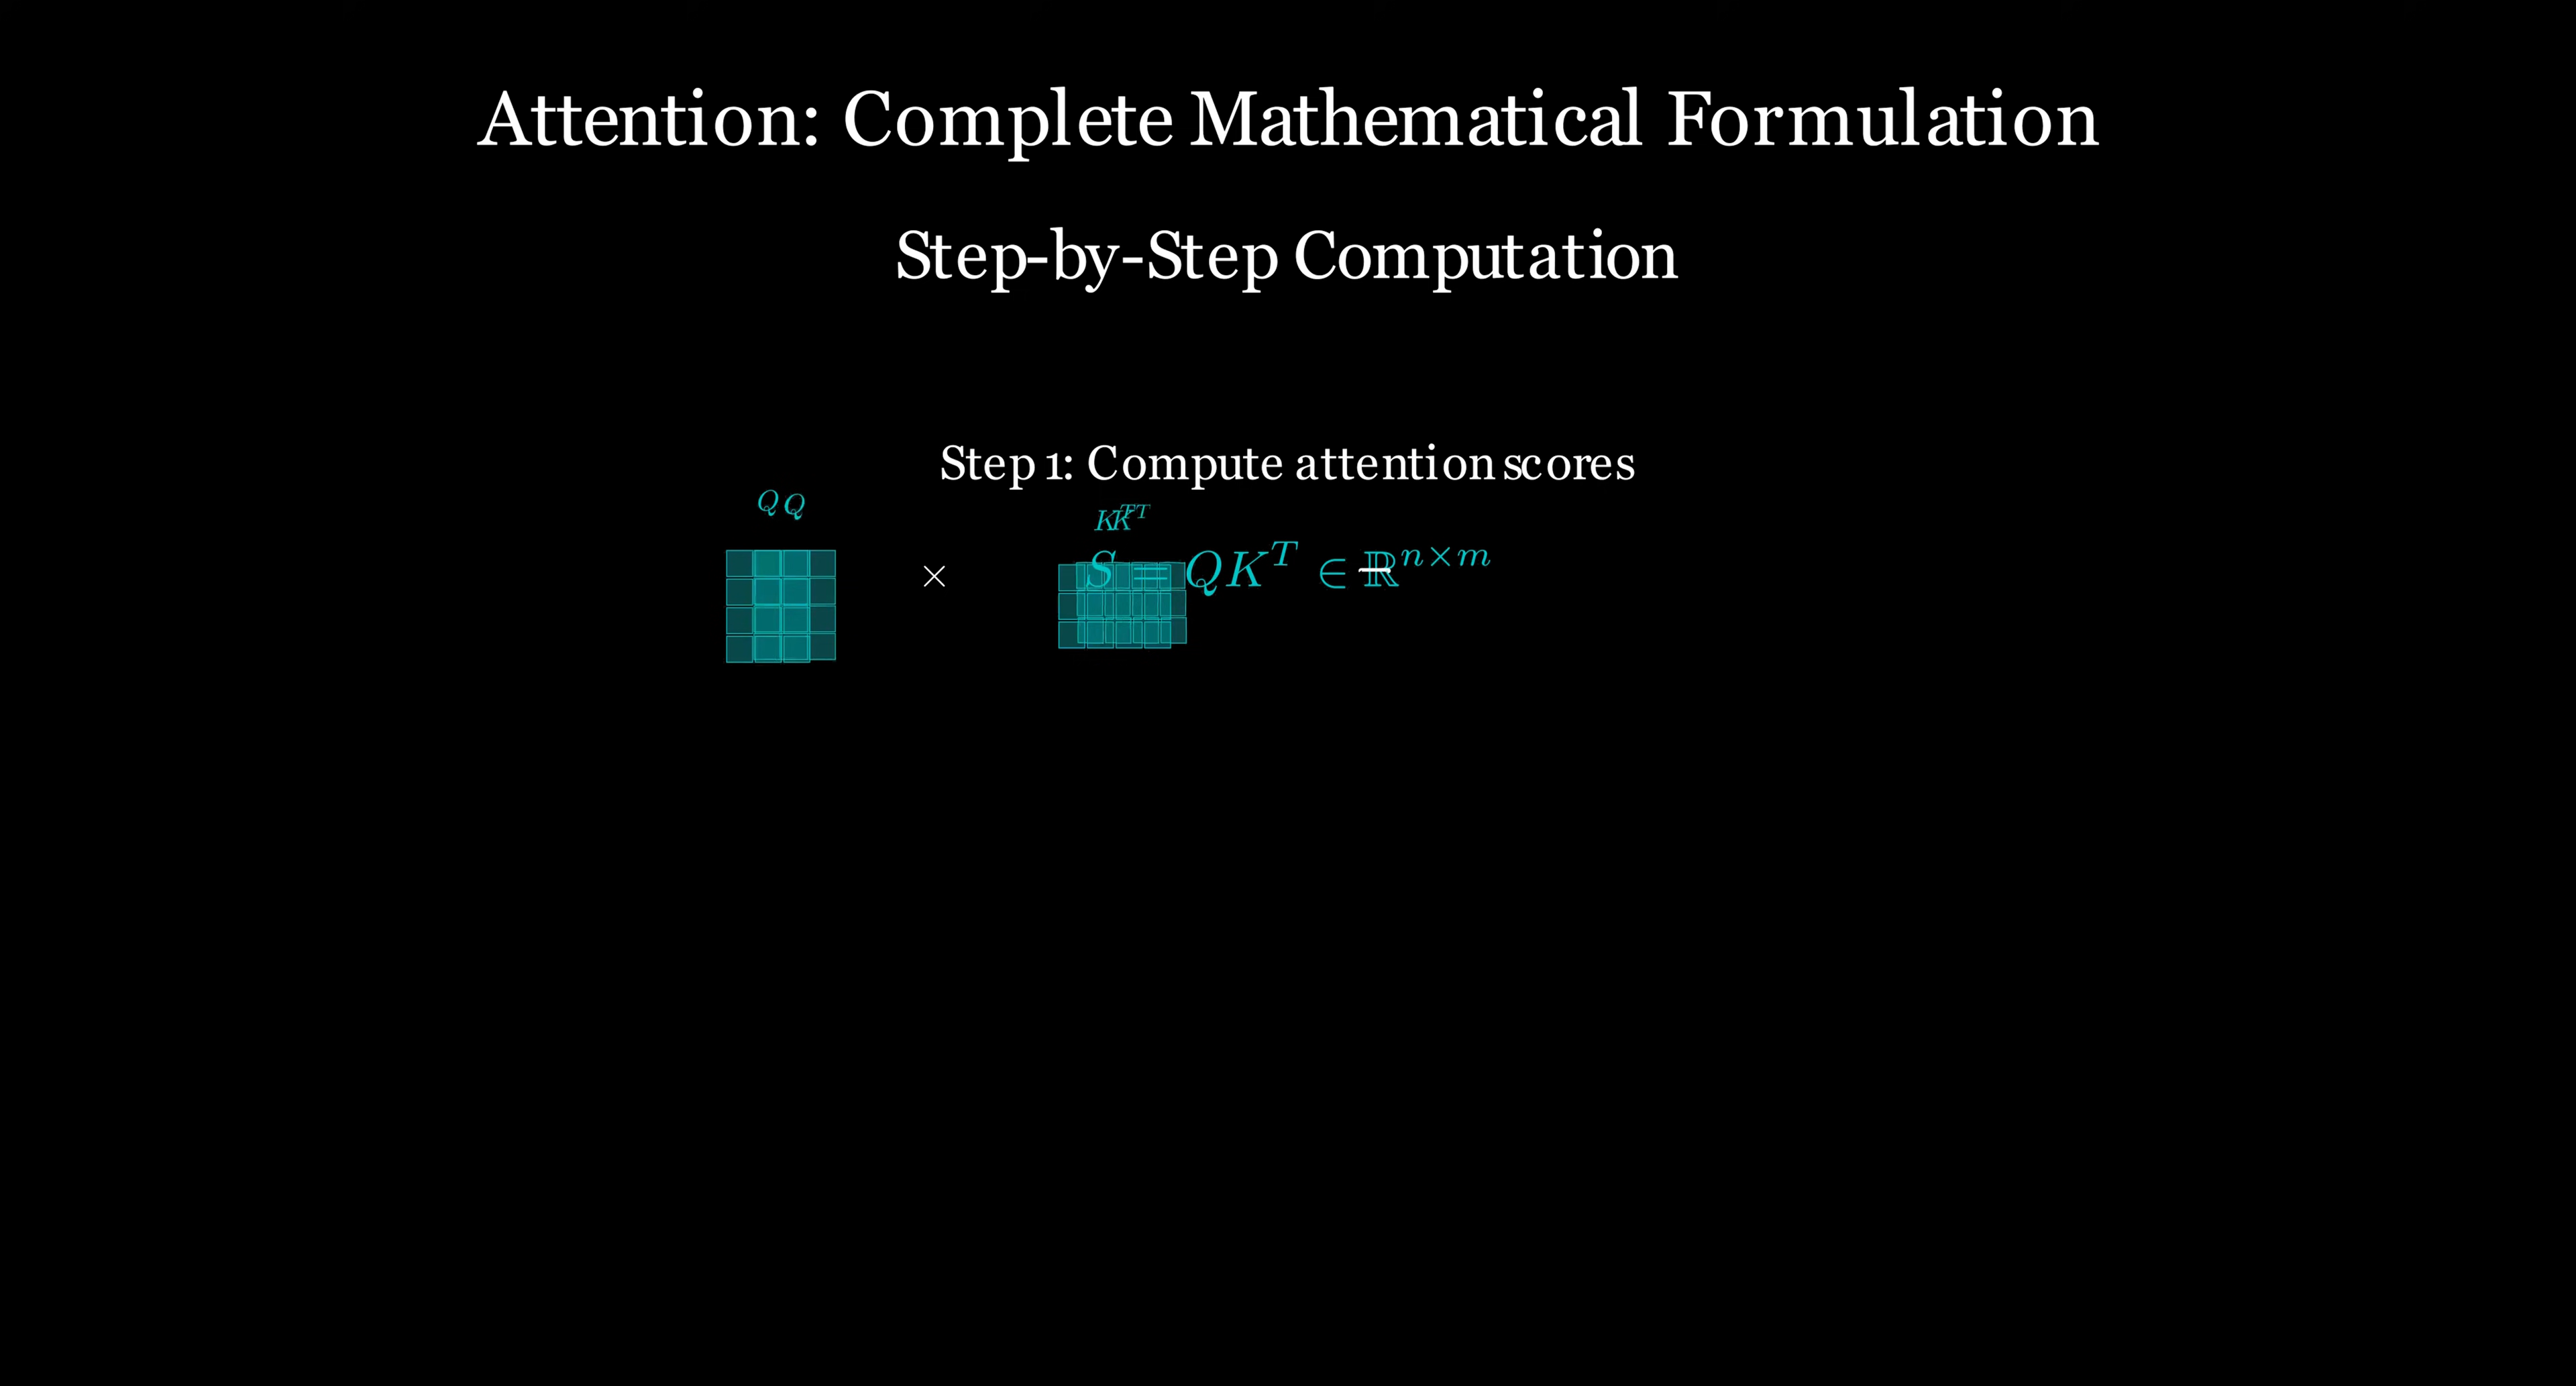 Attention: Complete Mathematical Formulation
Step-by-Step Computation
Step 1: Compute attention scores
Q Q
K^T K^T
×
S = QK^T ∈ ℝ^{n×m}